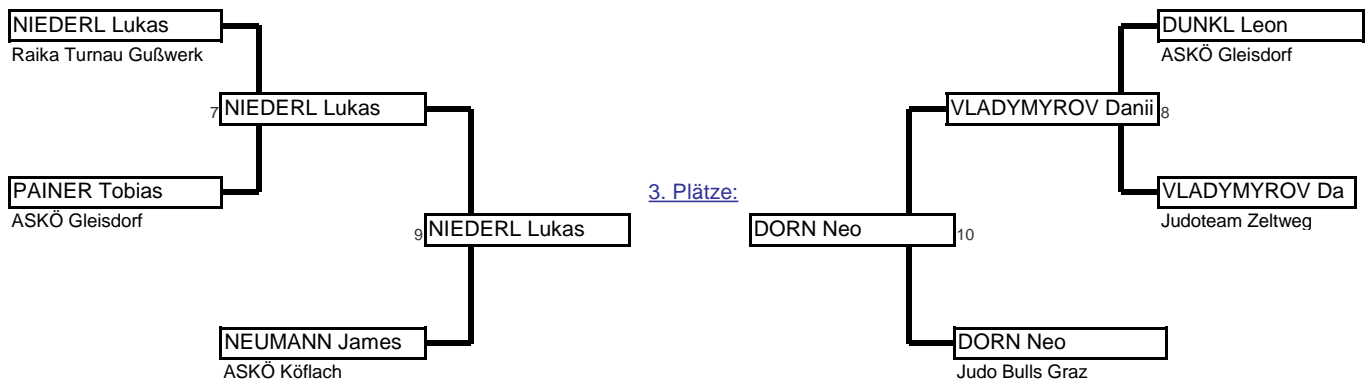 NIEDERL Lukas
Raika Turnau Gußwerk
DUNKL Leon
ASKÖ Gleisdorf
7 NIEDERL Lukas
VLADYMYROV Danii 8
PAINER Tobias
ASKÖ Gleisdorf
3. Plätze:
VLADYMYROV Da
Judoteam Zeltweg
9 NIEDERL Lukas
DORN Neo 10
NEUMANN James
ASKÖ Köflach
DORN Neo
Judo Bulls Graz